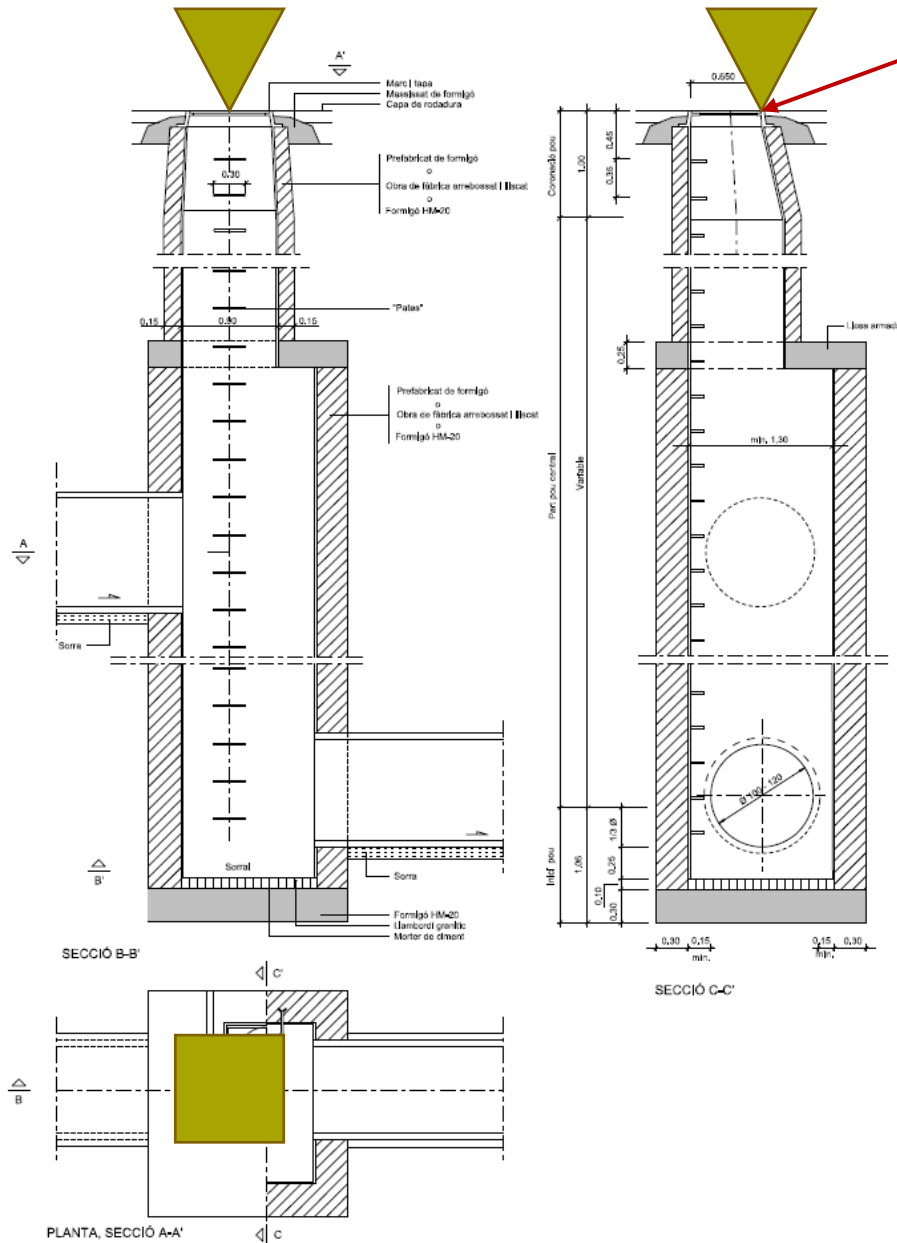 A'
Marc i tapa
Massissat de formigó
Capa de rodadura
Prefabricat de formigó
o
Obra de fàbrica arrebossat i lliscat
o
Formigó HM-20
0.30
"Pates"
0,15
0.90
0.15
Prefabricat de formigó
o
Obra de fàbrica arrebossat i lliscat
o
Formigó HM-20
A
Sorra
B'
Sorral
Sorra
Formigó HM-20
Llambordí granític
Morter de ciment
SECCIÓ B-B'
0.650
Coronació pou
1.00
0.45
0.35
Llosa armada
0,25
min. 1,30
Part pou central
Variable
Ø 100 - 120
Inici pou
1,06
1/3 Ø
0,25
0,10
0,30
0,30
0,15
min.
0,15
0,30
min.
SECCIÓ C-C'
C'
B
C
PLANTA, SECCIÓ A-A'